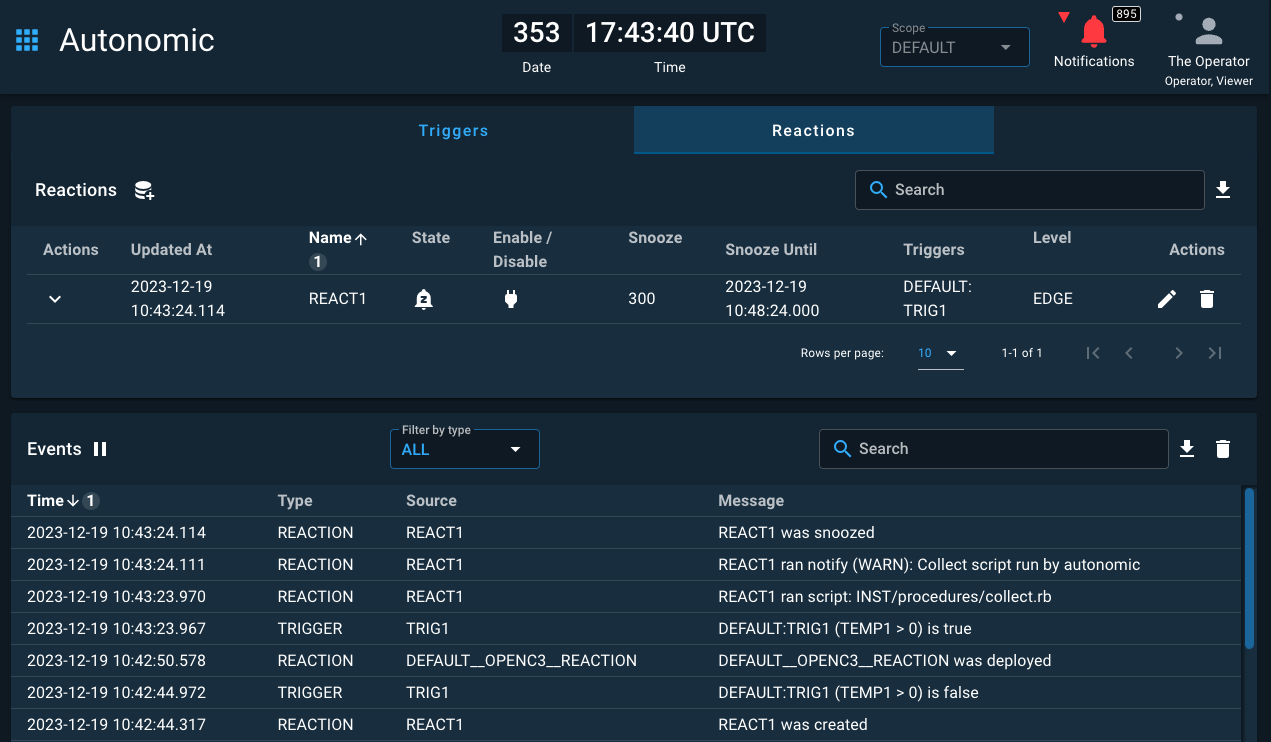 Autonomic
353
17:43:40 UTC
Date
Time
Scope
DEFAULT
895
Notifications
The Operator
Operator, Viewer
Triggers
Reactions
Reactions
Search
Actions
Updated At
Name
1
State
Enable /
Disable
Snooze
Snooze Until
Triggers
Level
Actions
2023-12-19
10:43:24.114
REACT1
300
2023-12-19
10:48:24.000
DEFAULT:
TRIG1
EDGE
Rows per page:
10
1-1 of 1
Events
Filter by type
ALL
Search
Time 1 Type Source Message
2023-12-19 10:43:24.114 REACTION REACT1 REACT1 was snoozed
2023-12-19 10:43:24.111 REACTION REACT1 REACT1 ran notify (WARN): Collect script run by autonomic
2023-12-19 10:43:23.970 REACTION REACT1 REACT1 ran script: INST/procedures/collect.rb
2023-12-19 10:43:23.967 TRIGGER TRIG1 DEFAULT:TRIG1 (TEMP1 > 0) is true
2023-12-19 10:42:50.578 REACTION DEFAULT__OPENC3__REACTION DEFAULT__OPENC3__REACTION was deployed
2023-12-19 10:42:44.972 TRIGGER TRIG1 DEFAULT:TRIG1 (TEMP1 > 0) is false
2023-12-19 10:42:44.317 REACTION REACT1 REACT1 was created